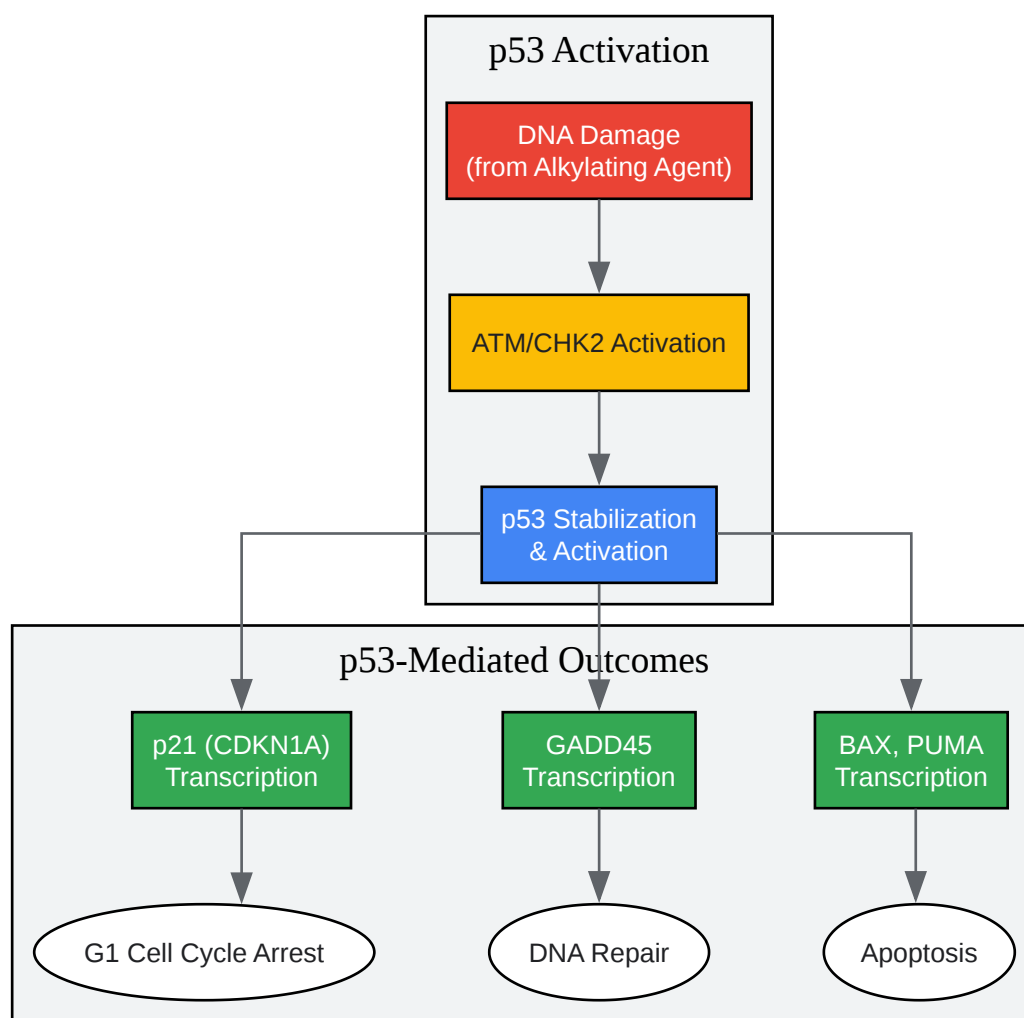 p53 Activation
DNA Damage
(from Alkylating Agent)
ATM/CHK2 Activation
p53 Stabilization
& Activation
p53-Mediated Outcomes
p21 (CDKN1A)
Transcription
GADD45
Transcription
BAX, PUMA
Transcription
G1 Cell Cycle Arrest
DNA Repair
Apoptosis